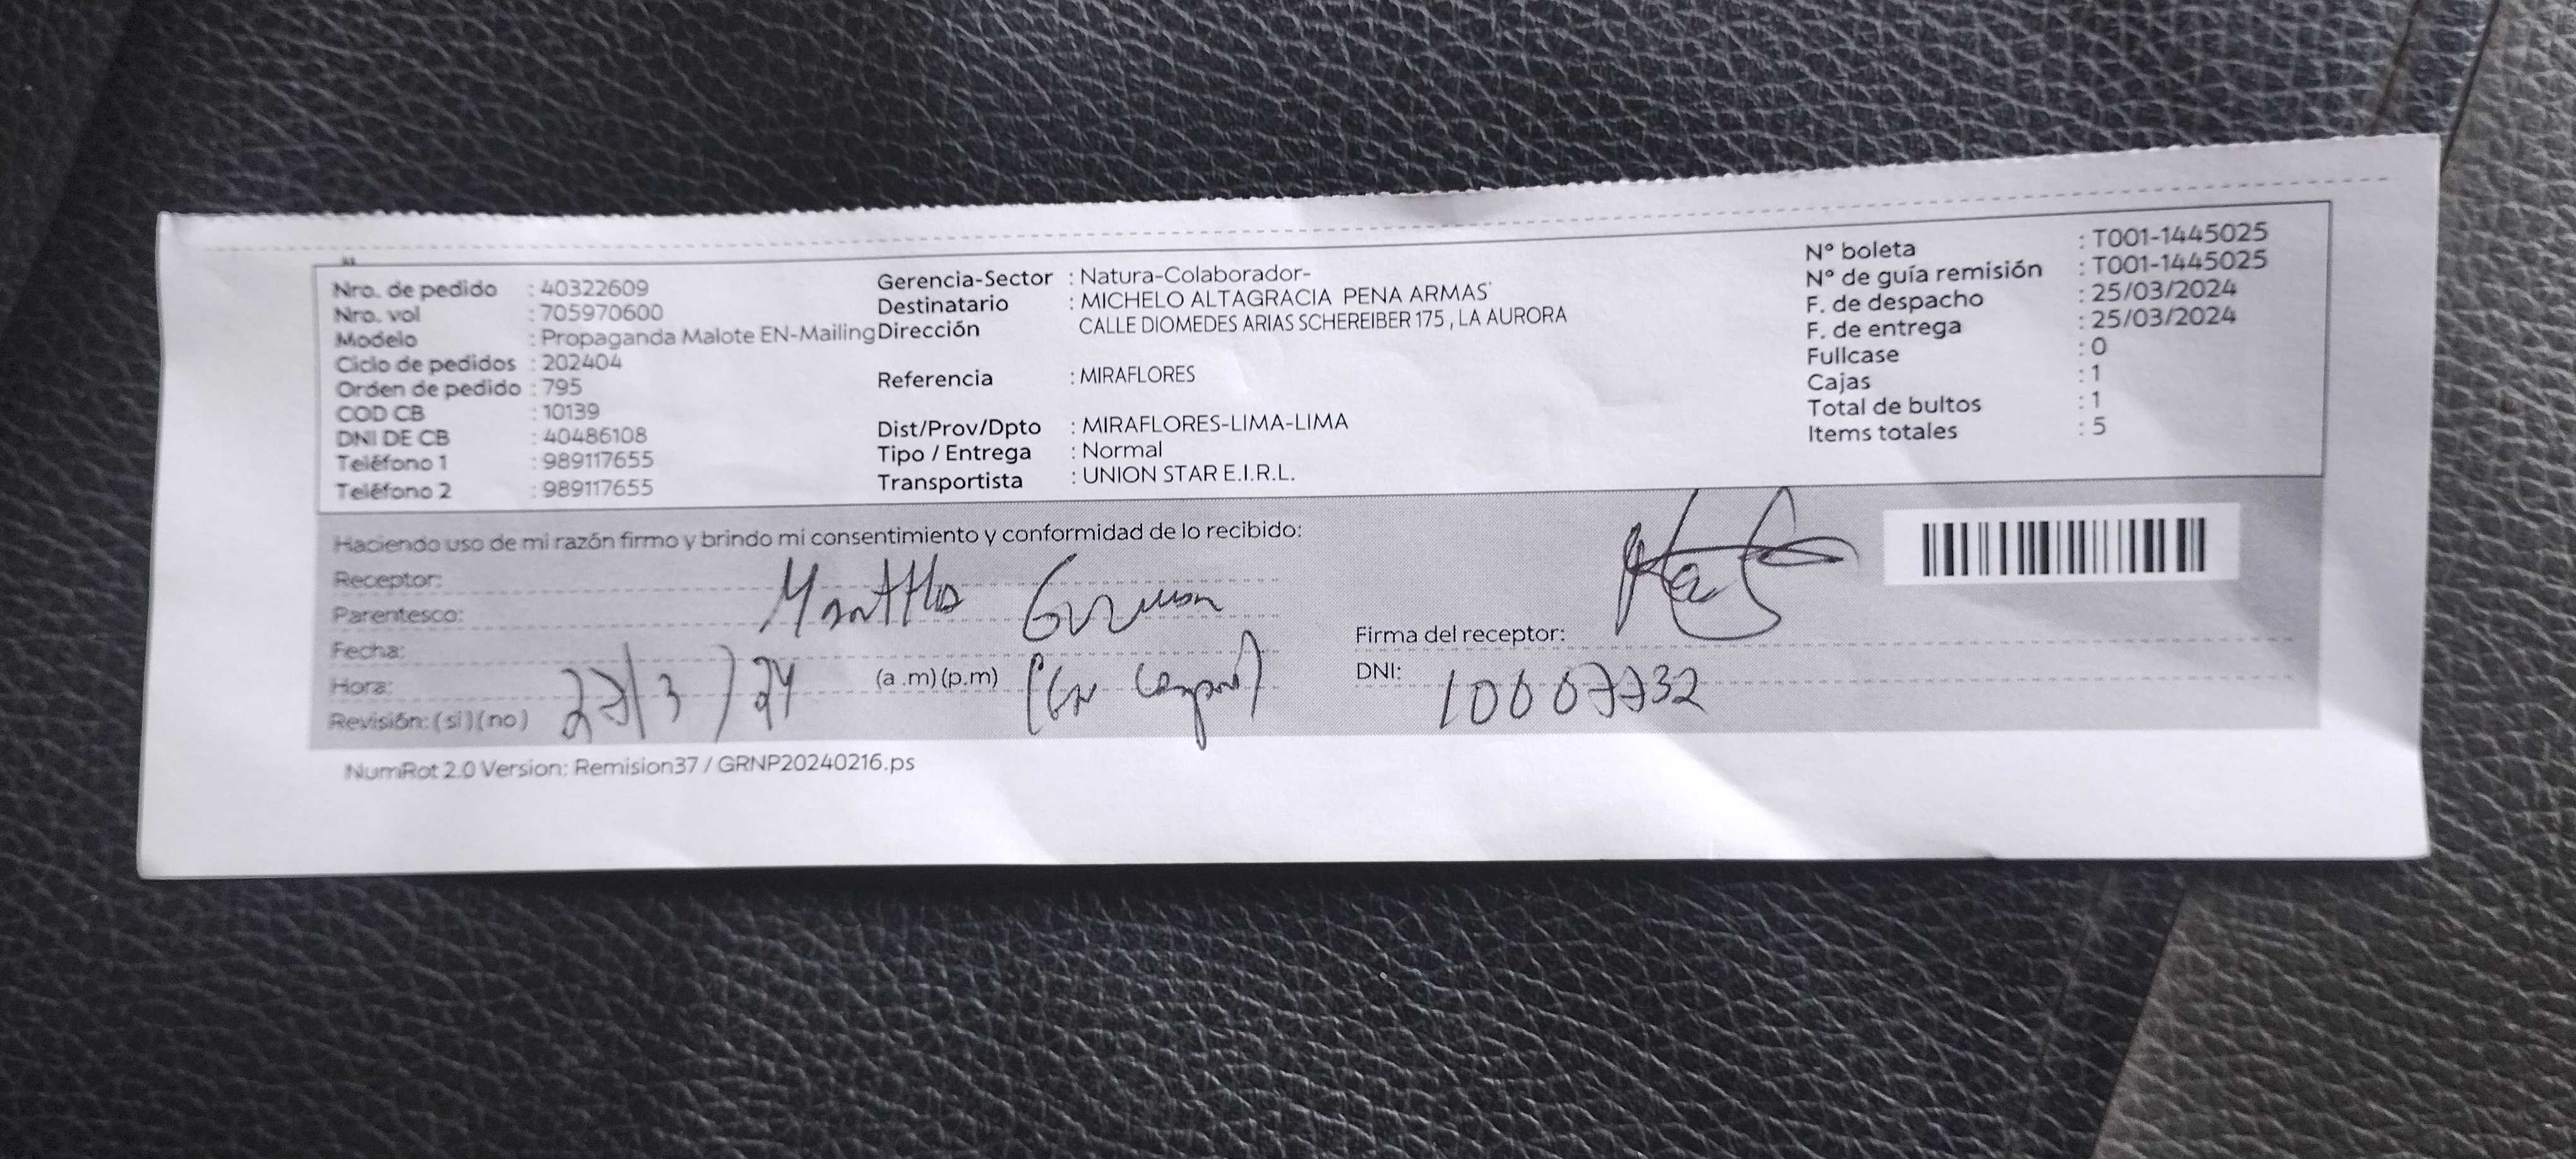 Nro. de pedido : 40322609
Nro. vol : 705970600
Modelo : Propaganda Malote EN-Mailing
Ciclo de pedidos : 202404
Orden de pedido : 795
COD CB : 10139
DNI DE CB : 40486108
Teléfono 1 : 989117655
Teléfono 2 : 989117655
Gerencia-Sector : Natura-Colaborador-
Destinatario : MICHELO ALTAGRACIA PENA ARMAS
Dirección CALLE DIOMEDES ARIAS SCHEREIBER 175 , LA AURORA
Referencia : MIRAFLORES
Dist/Prov/Dpto : MIRAFLORES-LIMA-LIMA
Tipo / Entrega : Normal
Transportista : UNION STAR E.I.R.L.
N° boleta : T001-1445025
N° de guía remisión : T001-1445025
F. de despacho : 25/03/2024
F. de entrega : 25/03/2024
Fullcase : 0
Cajas : 1
Total de bultos : 1
Items totales : 5
Haciendo uso de mi razón firmo y brindo mi consentimiento y conformidad de lo recibido:
Receptor:
Parentesco:
Fecha:
Hora: (a .m) (p.m)
Revisión: ( si ) ( no )
Firma del receptor:
DNI: 10007732
NumRot 2.0 Version: Remision37 / GRNP20240216.ps